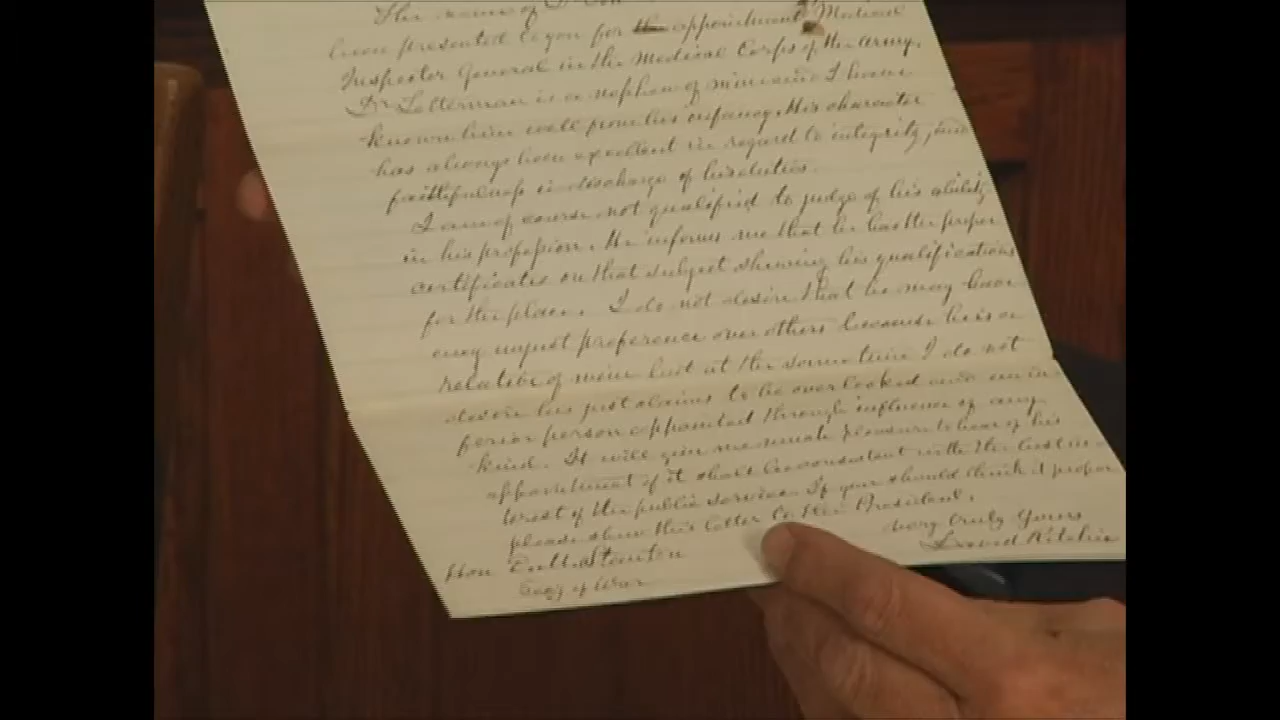 The name of Dr
been presented to you for the appointment Medical
Inspector General in the Medical Corps of the Army.
Dr Letterman is a nephew of mine and I have
known him well from his infancy. His character
has always been excellent in regard to integrity, and
faithfulness in discharge of his duties.
I am of course not qualified to judge of his ability
in his profession. He informs me that he has the proper
certificates on that subject shewing his qualifications
for the place. I do not desire that he may have
any unjust preference over others because he is a
relative of mine but at the same time I do not
desire his just claims to be overlooked and an in-
ferior person appointed through influence of any
kind. It will give me much pleasure to hear of his
appointment if it shall be consistent with the best in-
terest of the public service. If you should think it proper
please shew this letter to the President.
Very truly Yours
David Ritchie
Hon Stanton
Secy of War